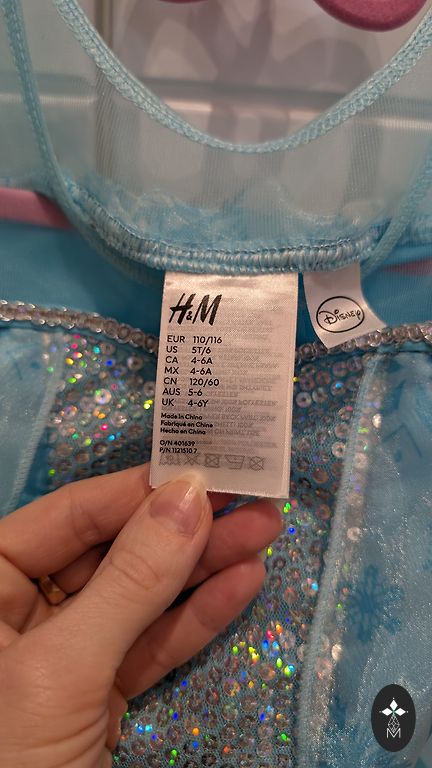 H&M
EUR 110/116
US 5T/6
CA 4-6A
MX 4-6A
CN 120/60
AUS 5-6
UK 4-6Y
Made in China
Fabriqué en Chine
Hecho en China
O/N 401639
P/N 1121510 7
Disney
M